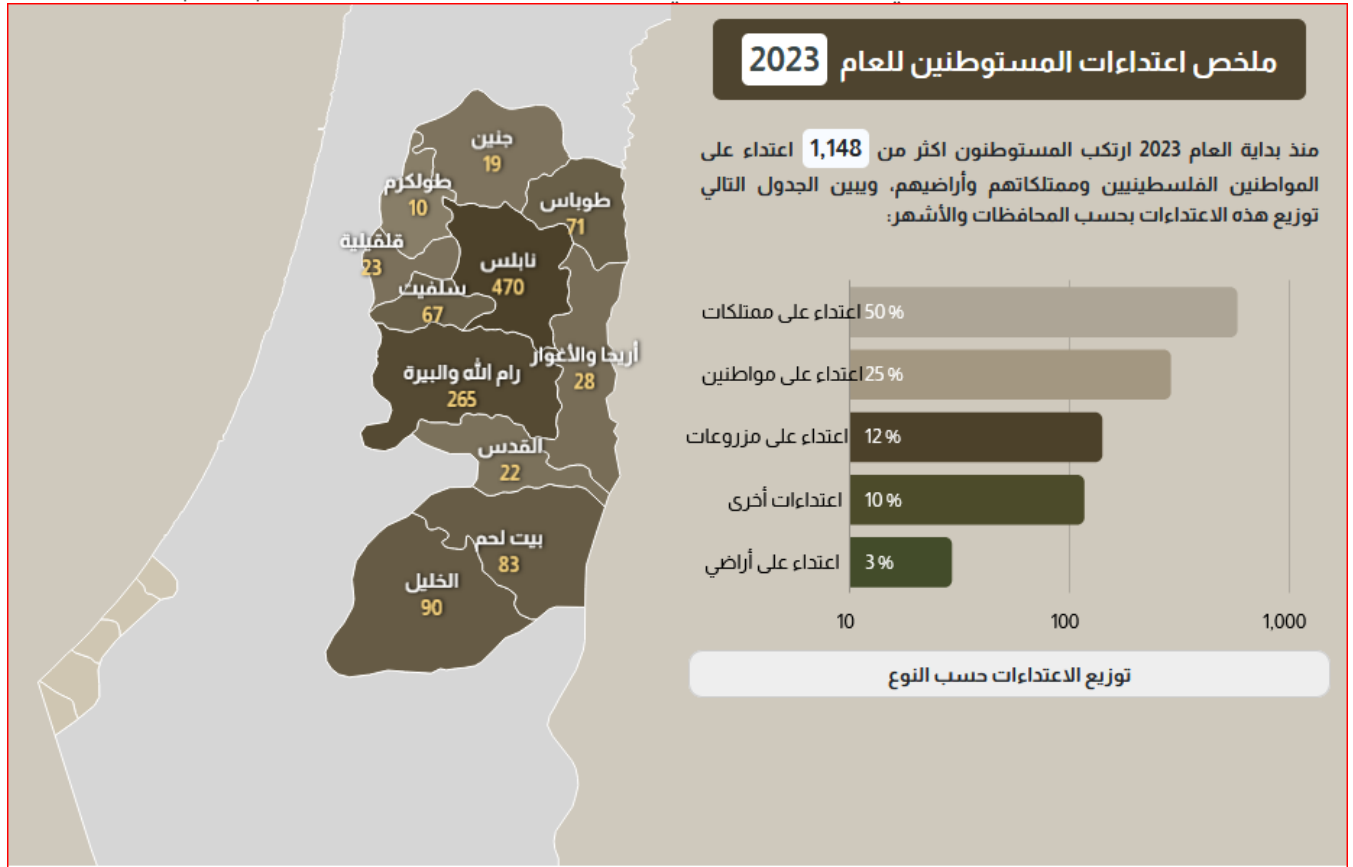 ملخص اعتداءات المستوطنين للعام 2023
منذ بداية العام 2023 ارتكب المستوطنون اكثر من 1,148 اعتداء على
المواطنين الفلسطينيين وممتلكاتهم وأراضيهم، ويبين الجدول التالي
توزيع هذه الاعتداءات بحسب المحافظات والأشهر:
اعتداء على ممتلكات 50 %
اعتداء على مواطنين 25 %
اعتداء على مزروعات 12 %
اعتداءات أخرى 10 %
اعتداء على أراضي 3 %
10 100 1,000
توزيع الاعتداءات حسب النوع
جنين
19
طولكرم
10
طوباس
71
قلقيلية
23
نابلس
470
سلفيت
67
أريحا والأغوار
28
رام الله والبيرة
265
القدس
22
بيت لحم
83
الخليل
90